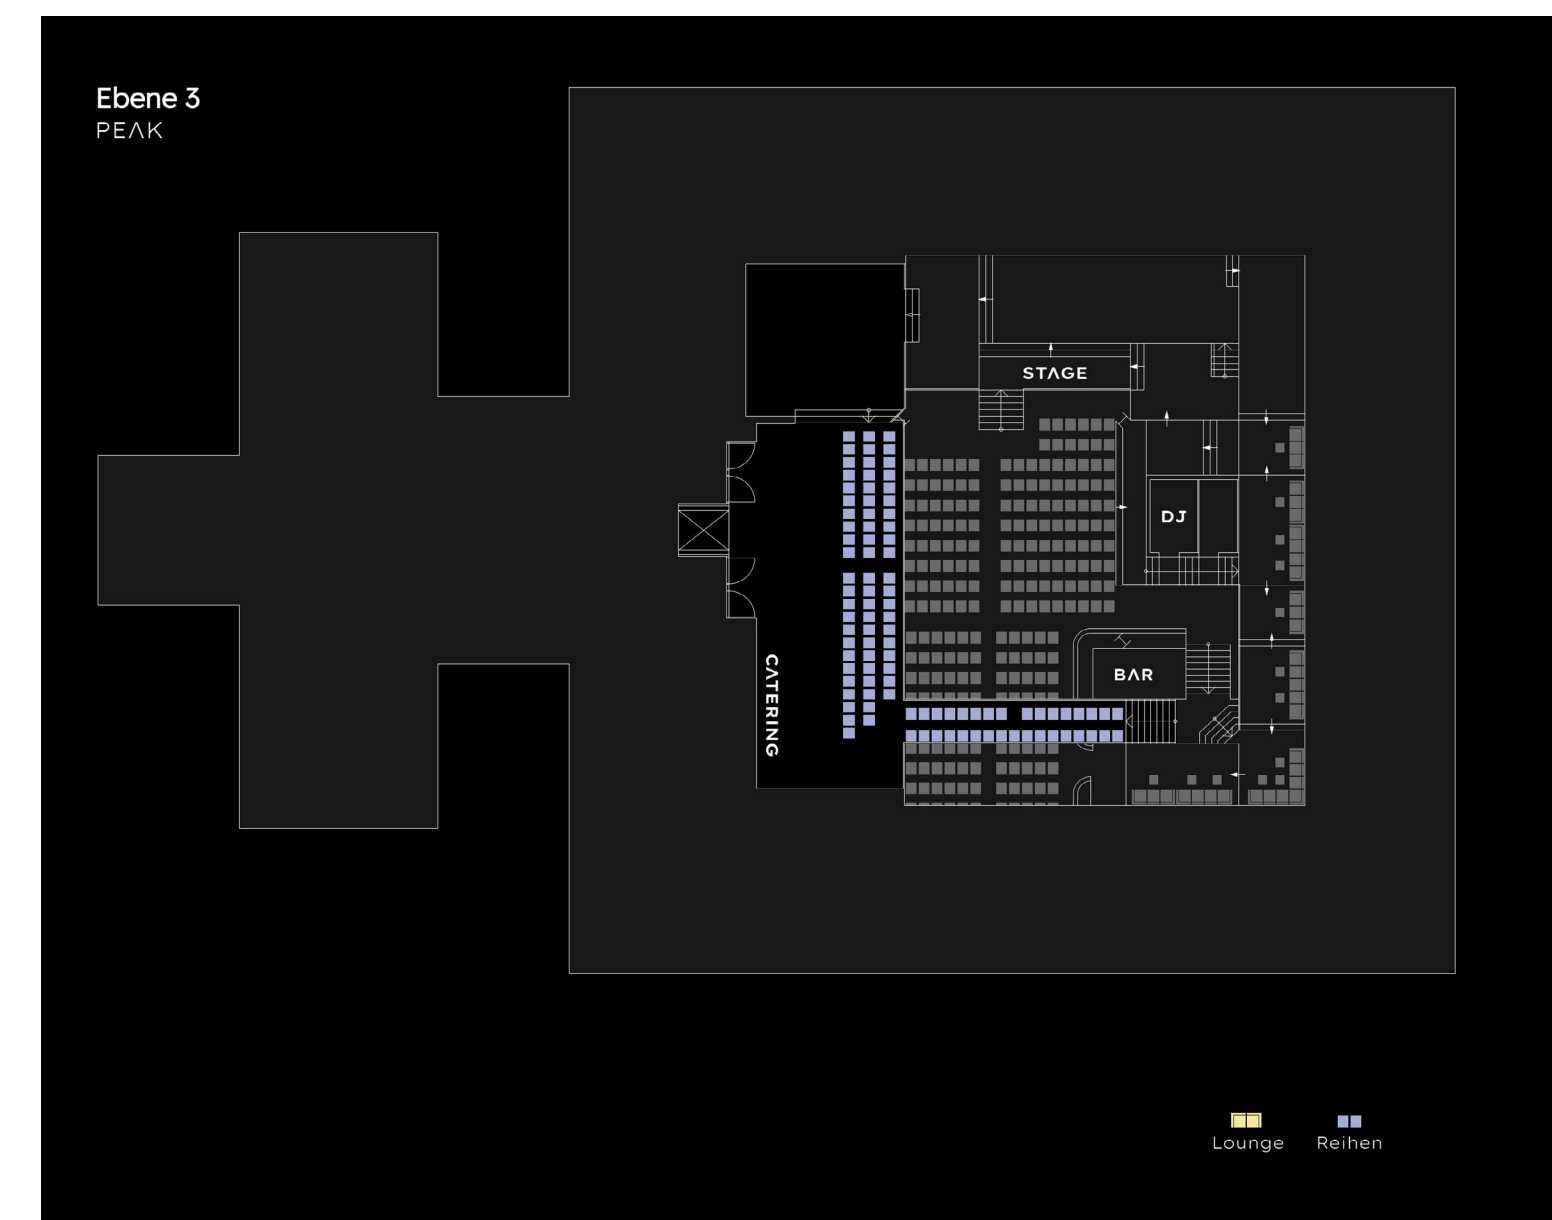 Ebene 3
PEΛK
STΛGE
DJ
BΛR
CΛTERING
Lounge
Reihen